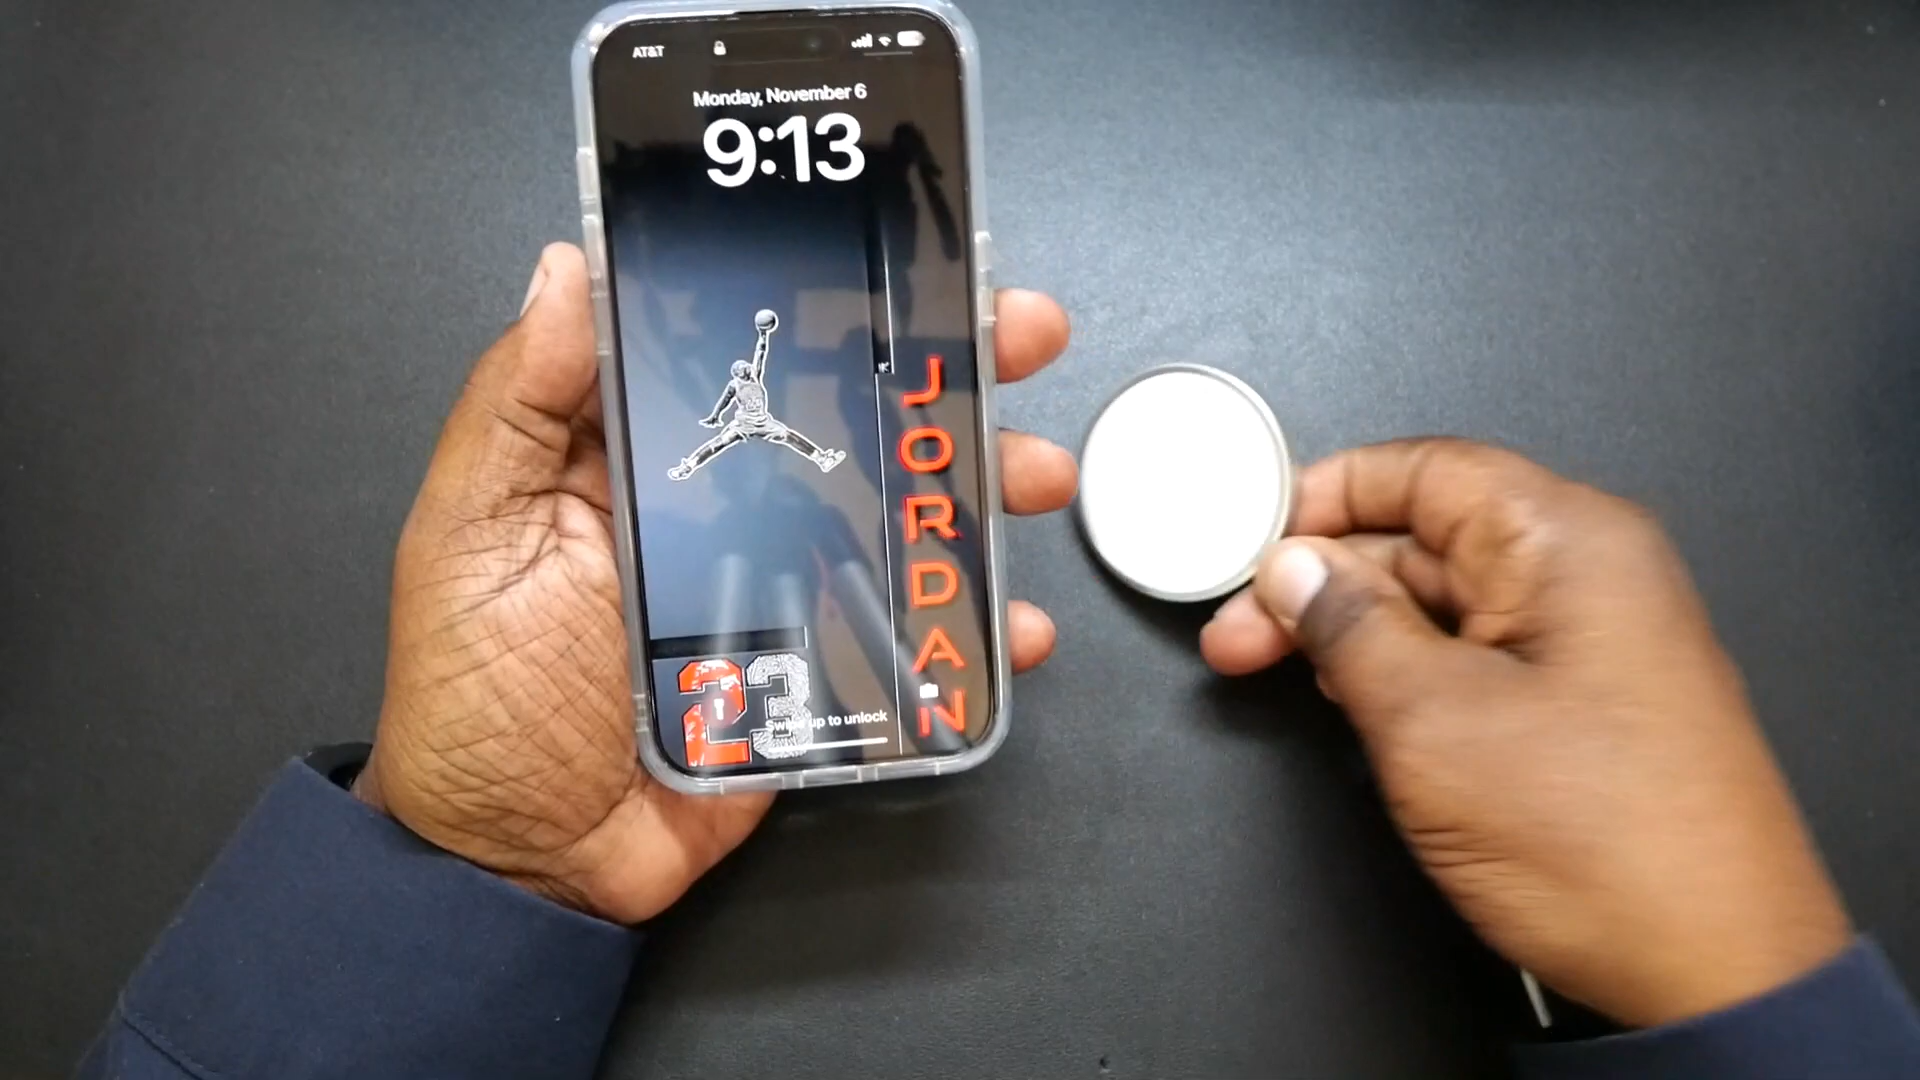 AT&T
Monday, November 6
9:13
JORDAN
23
Swipe up to unlock